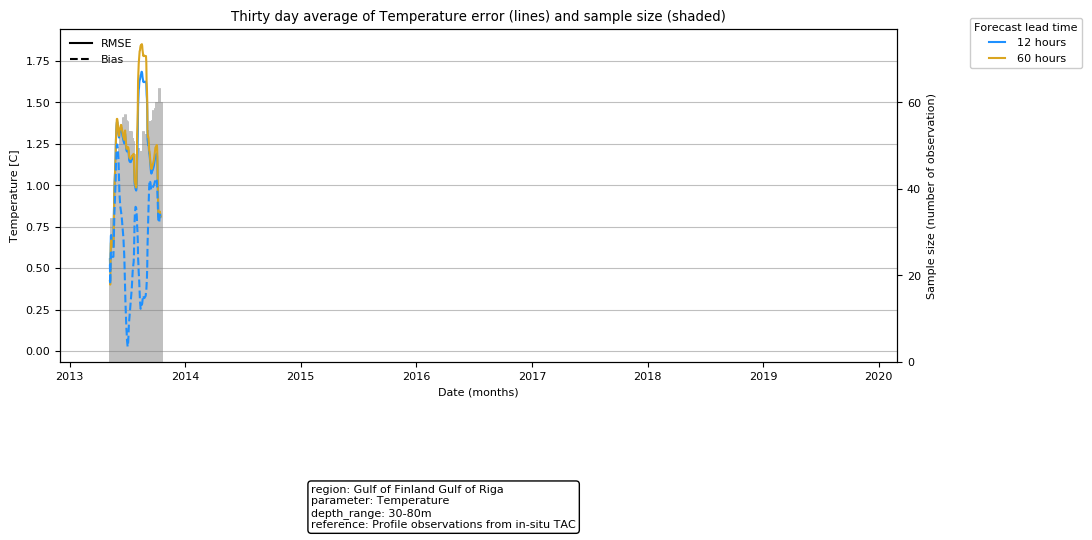 Thirty day average of Temperature error (lines) and sample size (shaded)
Forecast lead time
12 hours
60 hours
RMSE
Bias
Temperature [C]
1.75
1.50
1.25
1.00
0.75
0.50
0.25
0.00
60
40
20
0
Sample size (number of observation)
2013 2014 2015 2016 2017 2018 2019 2020
Date (months)
region: Gulf of Finland Gulf of Riga
parameter: Temperature
depth_range: 30-80m
reference: Profile observations from in-situ TAC